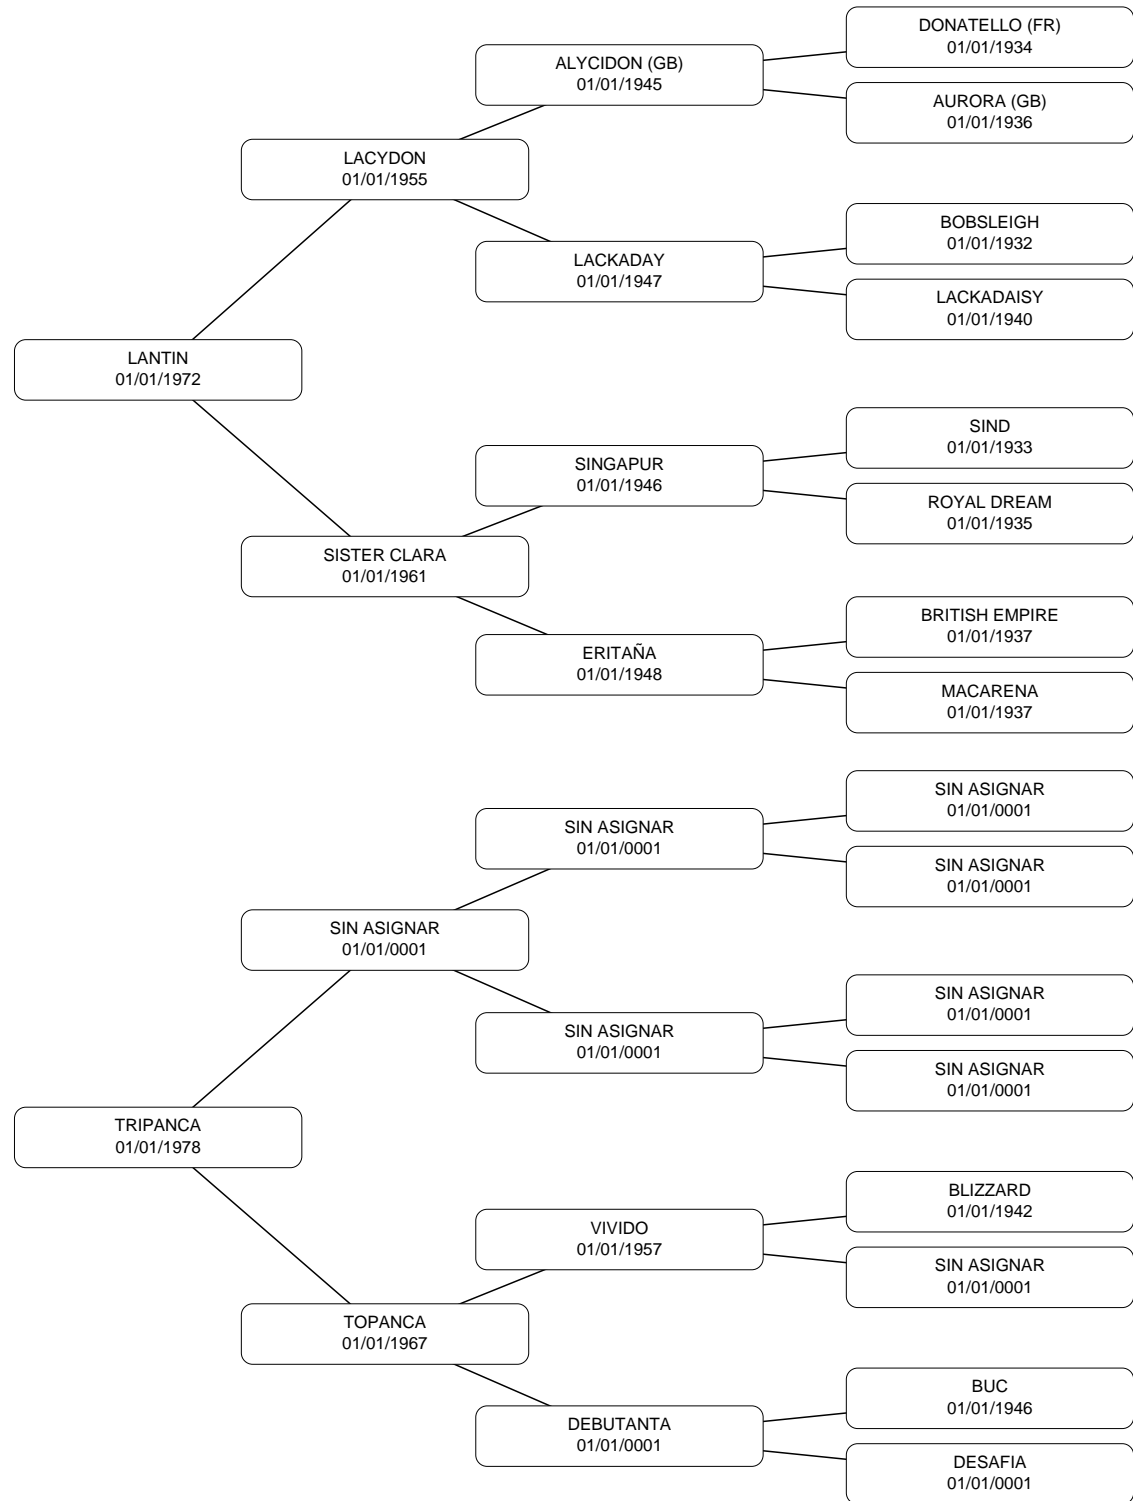 DONATELLO (FR)
01/01/1934
ALYCIDON (GB)
01/01/1945
AURORA (GB)
01/01/1936
LACYDON
01/01/1955
BOBSLEIGH
01/01/1932
LACKADAY
01/01/1947
LACKADAISY
01/01/1940
LANTIN
01/01/1972
SIND
01/01/1933
SINGAPUR
01/01/1946
ROYAL DREAM
01/01/1935
SISTER CLARA
01/01/1961
BRITISH EMPIRE
01/01/1937
ERITAÑA
01/01/1948
MACARENA
01/01/1937
SIN ASIGNAR
01/01/0001
SIN ASIGNAR
01/01/0001
SIN ASIGNAR
01/01/0001
SIN ASIGNAR
01/01/0001
SIN ASIGNAR
01/01/0001
SIN ASIGNAR
01/01/0001
SIN ASIGNAR
01/01/0001
TRIPANCA
01/01/1978
BLIZZARD
01/01/1942
VIVIDO
01/01/1957
SIN ASIGNAR
01/01/0001
TOPANCA
01/01/1967
BUC
01/01/1946
DEBUTANTA
01/01/0001
DESAFIA
01/01/0001